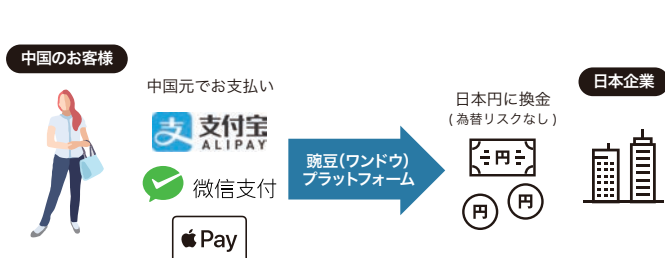 中国のお客様
中国元でお支払い
支 支付宝
ALIPAY
微信支付
Pay
豌豆(ワンドウ)
プラットフォーム
日本円に換金
(為替リスクなし)
円
円
円
日本企業